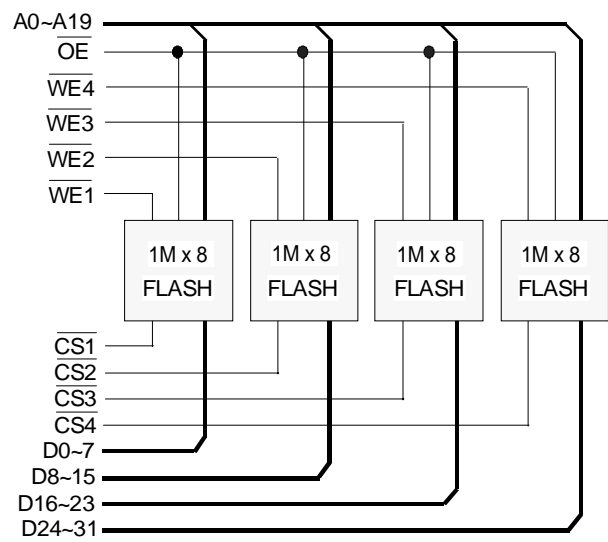 A0~A19
OE
WE4
WE3
WE2
WE1
1M x 8
FLASH
1M x 8
FLASH
1M x 8
FLASH
1M x 8
FLASH
CS1
CS2
CS3
CS4
D0~7
D8~15
D16~23
D24~31